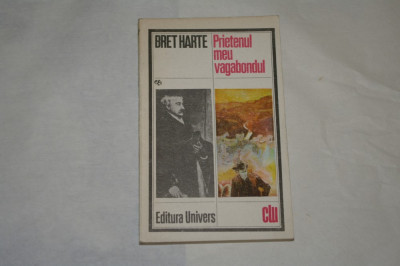 BRET HARTE
Prietenul
meu
vagabondul
Editura Univers
clu